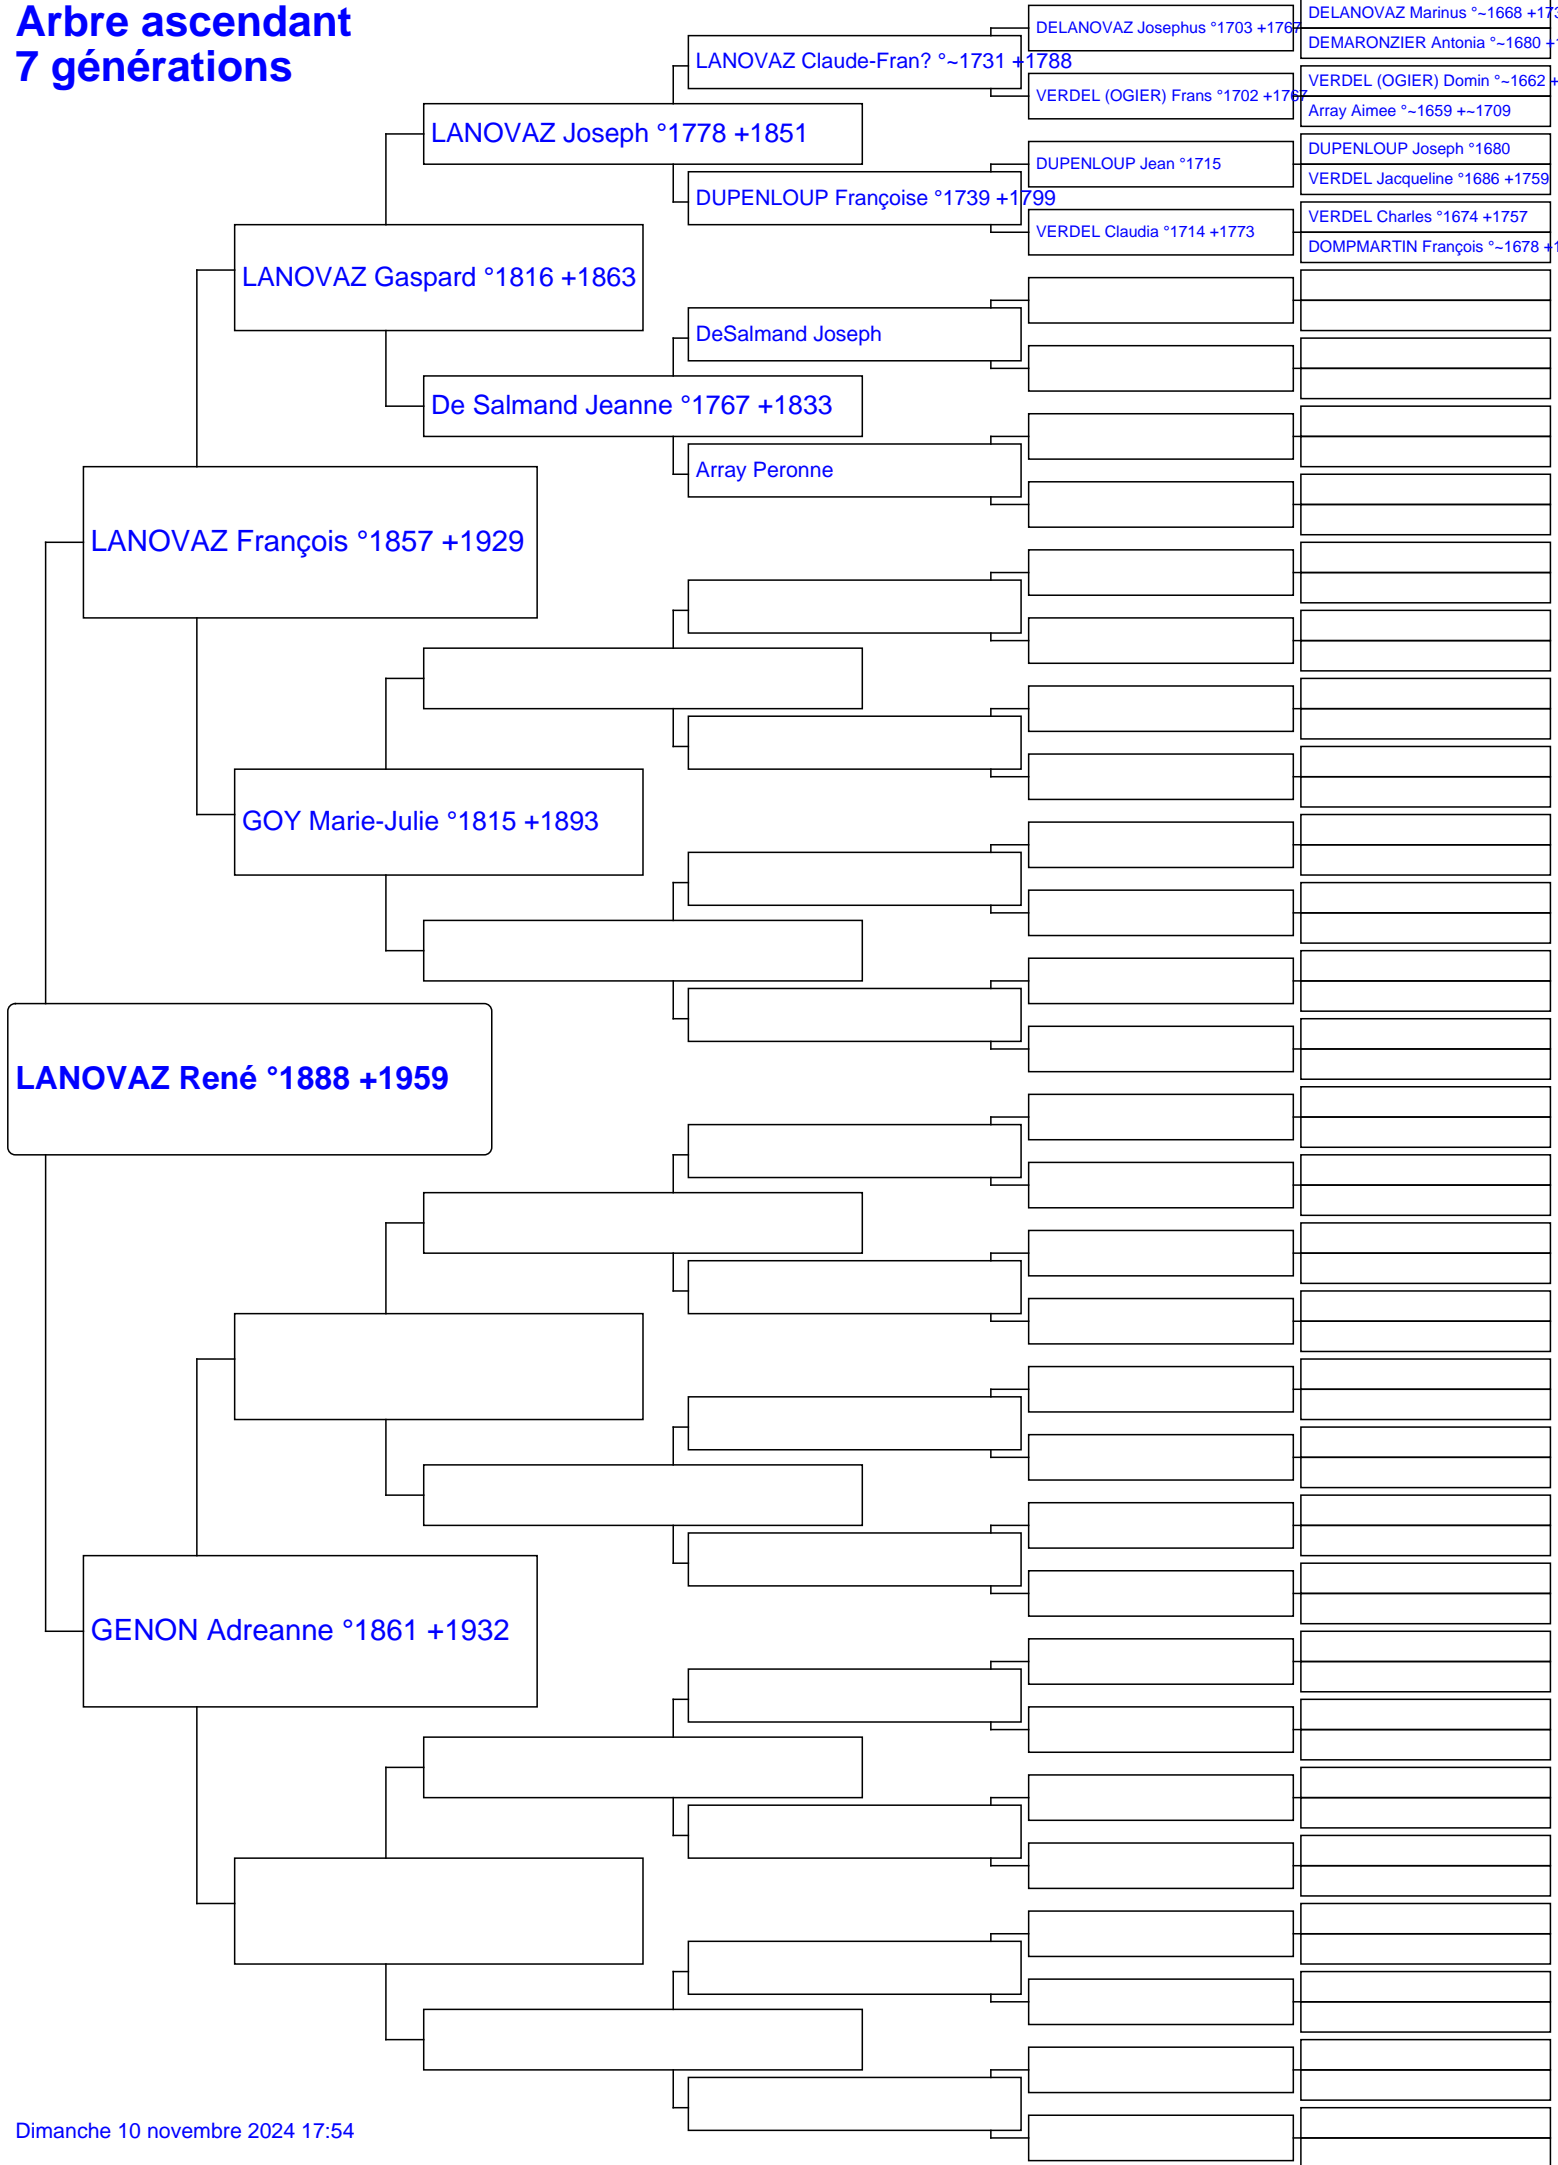 Arbre ascendant
7 générations
DELANOVAZ Marinus °~1668
DELANOVAZ Josephus °1703 +1767
DEMARONZIER Antonia °~1680
LANOVAZ Claude-Fran? °~1731 +1788
VERDEL (OGIER) Domin °~1662
VERDEL (OGIER) Frans °1702 +1767
Array Aimee °~1659 +~1709
LANOVAZ Joseph °1778 +1851
DUPENLOUP Joseph °1680
DUPENLOUP Jean °1715
VERDEL Jacqueline °1686 +1759
DUPENLOUP Françoise °1739 +1799
VERDEL Charles °1674 +1757
VERDEL Claudia °1714 +1773
DOMPMARTIN François °~1678
LANOVAZ Gaspard °1816 +1863
DeSalmand Joseph
De Salmand Jeanne °1767 +1833
Array Peronne
LANOVAZ François °1857 +1929
GOY Marie-Julie °1815 +1893
LANOVAZ René °1888 +1959
GENON Adreanne °1861 +1932
Dimanche 10 novembre 2024 17:54